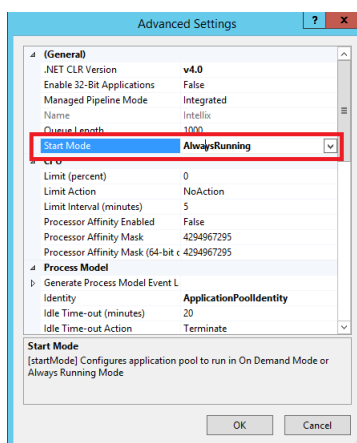 Advanced Settings
?
x
(General)
.NET CLR Version v4.0
Enable 32-Bit Applications False
Managed Pipeline Mode Integrated
Name Intellix
Queue Length 1000
Start Mode AlwaysRunning
CPU
Limit (percent) 0
Limit Action NoAction
Limit Interval (minutes) 5
Processor Affinity Enabled False
Processor Affinity Mask 4294967295
Processor Affinity Mask (64-bit c 4294967295
Process Model
Generate Process Model Event L
Identity ApplicationPoolIdentity
Idle Time-out (minutes) 20
Idle Time-out Action Terminate
Start Mode
[startMode] Configures application pool to run in On Demand Mode or
Always Running Mode
OK Cancel